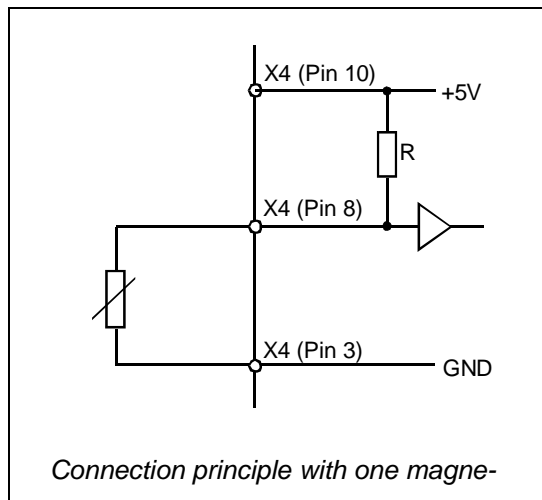 X4 (Pin 10)
+5V
R
X4 (Pin 8)
X4 (Pin 3)
GND
Connection principle with one magne-